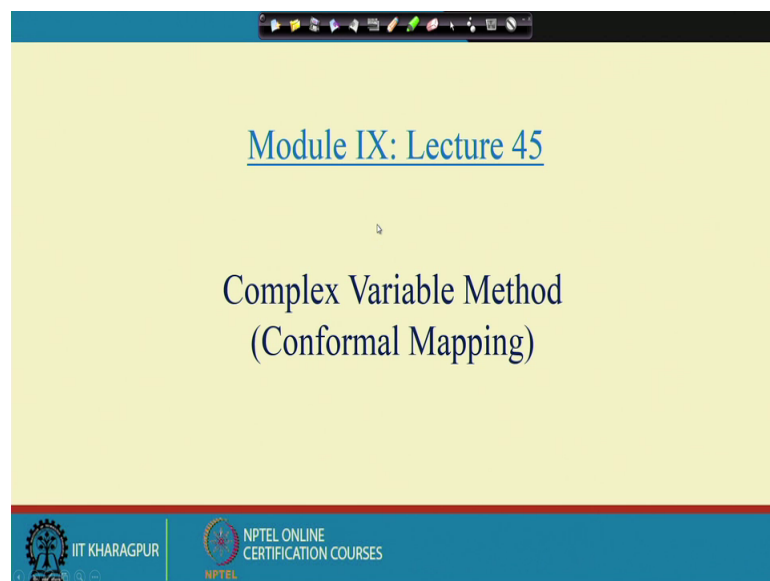 Module IX: Lecture 45
Complex Variable Method
(Conformal Mapping)
IIT KHARAGPUR
NPTEL
NPTEL ONLINE
CERTIFICATION COURSES